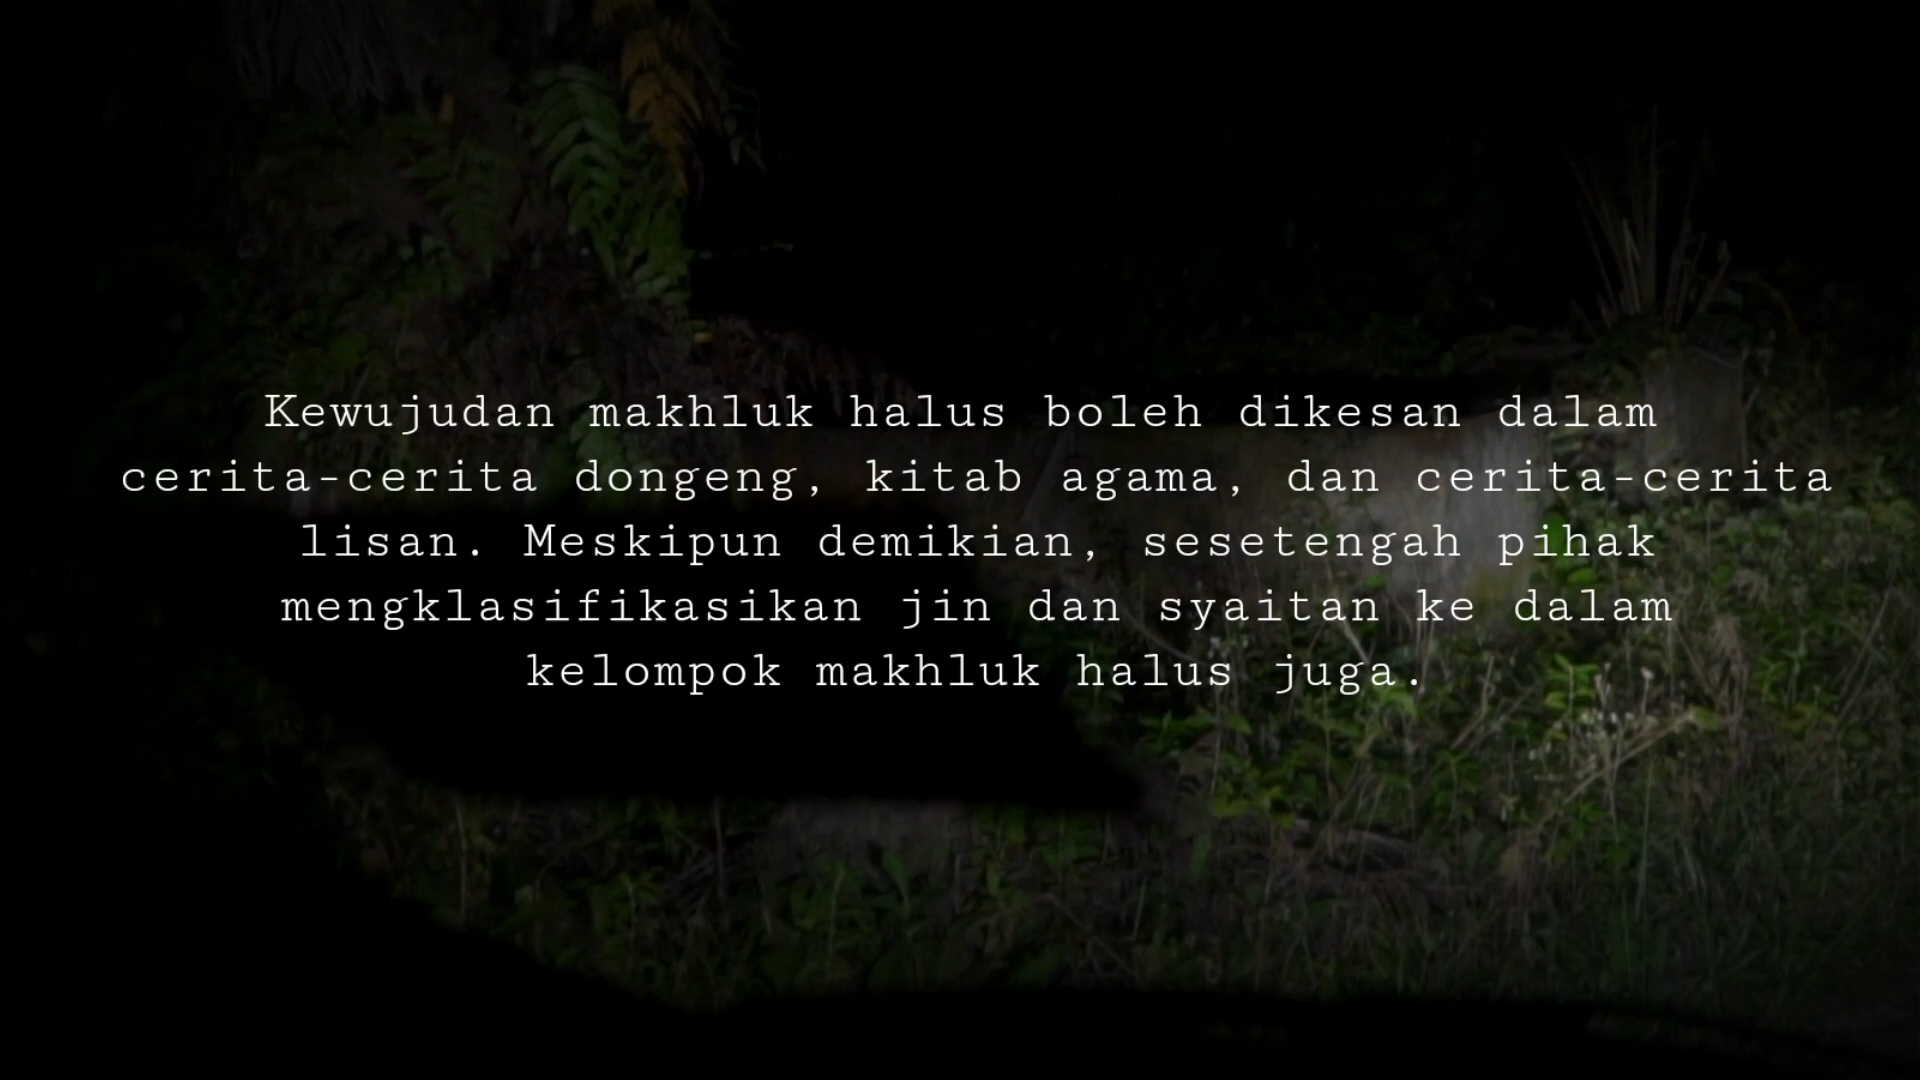 Kewujudan makhluk halus boleh dikesan dalam
cerita-cerita dongeng, kitab agama, dan cerita-cerita
lisan. Meskipun demikian, sesetengah pihak
mengklasifikasikan jin dan syaitan ke dalam
kelompok makhluk halus juga.